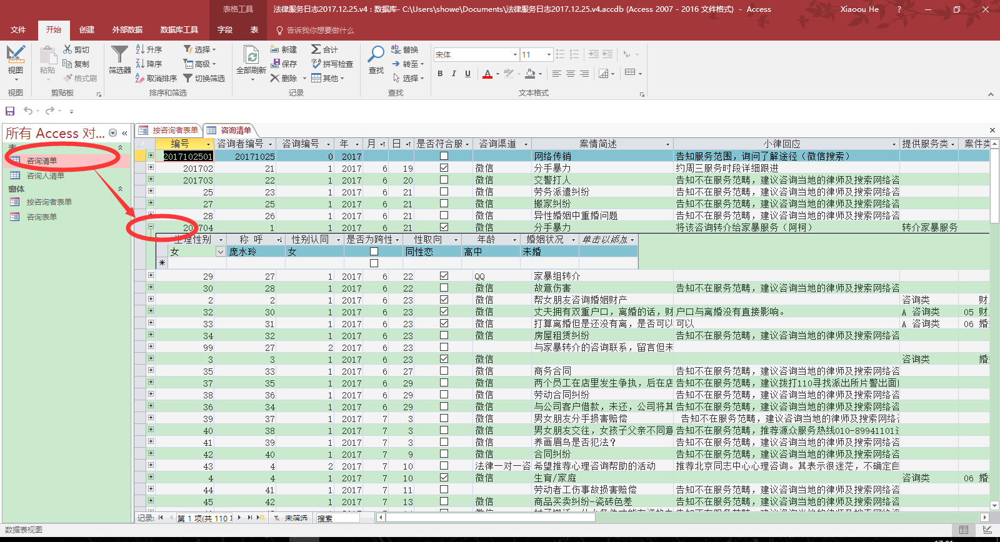 表格工具
法律服务日志2017.12.25.v4 : 数据库- C:\Users\showe\Documents\法律服务日志2017.12.25.v4.accdb (Access 2007 - 2016 文件格式) - Access
Xiaoou He ?
文件 开始 创建 外部数据 数据库工具 字段 表 告诉我你想要做什么
视图 粘贴 剪切 复制 格式刷 筛选器 升序 降序 取消排序 选择 高级 切换筛选 全部刷新 新建 保存 删除 合计 拼写检查 其他 查找 替换 转至 选择 宋体 11 B I U A
视图 剪贴板 排序和筛选 记录 查找 文本格式
所有 Access 对... «
表
咨询清单
咨询人清单
窗体
按咨询者表单
咨询表单
按咨询者表单 咨询清单
编号 咨询者编号 咨询编号 年 月 日 是否符合服 咨询渠道 案情简述 小律回应 提供服务类 案件类
2017102501 20171025 0 2017 网络传销 告知服务范围，询问了解途径（微信搜索）
201702 21 1 2017 6 19 微信 分手暴力 约周三服务时段详细跟进
201703 22 1 2017 6 20 微信 交警打人 告知不在服务范畴，建议咨询当地的律师及搜索网络咨
25 23 1 2017 6 21 微信 劳务派遣纠纷 告知不在服务范畴，建议咨询当地的律师及搜索网络咨
27 25 1 2017 6 21 微信 搬家纠纷 告知不在服务范畴，建议咨询当地的律师及搜索网络咨
28 26 1 2017 6 21 微信 异性婚姻中重婚问题 告知不在服务范畴，建议咨询当地的律师及搜索网络咨
201704 1 1 2017 6 21 微信 分手暴力 将该咨询转介给家暴服务（阿柯） 转介家暴服务
生理性别 称 呼 性别认同 是否为跨性 性取向 年龄 婚姻状况 单击以添加
女 庞水玲 女 同性恋 高中 未婚
*
29 27 1 2017 6 22 QQ 家暴组转介
30 28 1 2017 6 22 微信 故意伤害 告知不在服务范畴，建议咨询当地的律师及搜索网络咨
2 2 1 2017 6 23 微信 帮女朋友咨询婚姻财产 咨询类 财
32 30 1 2017 6 23 微信 丈夫拥有双重户口，离婚的话，财 户口与离婚没有直接影响。 A 咨询类 05 财
33 31 1 2017 6 23 微信 打算离婚但是还没有离，是否可以 可以 A 咨询类 06 婚
34 32 1 2017 6 23 微信 房屋租赁纠纷 告知不在服务范畴，建议咨询当地的律师及搜索网络咨
99 27 2 2017 6 23 与家暴转介的咨询联系，留言但未
3 3 1 2017 6 23 微信 咨询类 婚
35 33 1 2017 6 27 微信 商务合同 告知不在服务范畴，建议咨询当地的律师及搜索网络咨
37 35 1 2017 6 29 微信 两个员工在店里发生争执，后在店 告知不在服务范畴，建议拨打110寻找派出所片警出面
38 36 1 2017 6 29 微信 劳动合同纠纷 告知不在服务范畴，建议咨询当地的律师及搜索网络咨
36 34 1 2017 6 29 微信 与公司客户借款，未还，公司将其 告知不在服务范畴，建议咨询当地的律师及搜索网络咨
39 37 1 2017 7 3 微信 男女朋友分手损害赔偿 告知不在服务范畴，建议咨询当地的律师及搜索网络
40 38 1 2017 7 3 微信 男女朋友交往，女孩子父亲不同意 告知不在服务范畴，推荐源众服务热线010-89941101
41 39 1 2017 7 3 微信 养画眉鸟是否犯法？ 告知不在服务范畴，建议咨询当地的律师及搜索网络咨
42 40 1 2017 7 9 微信 合同纠纷 告知不在服务范畴，建议咨询当地的律师及搜索网络咨
43 4 2 2017 7 10 法律一对一咨 希望推荐心理咨询帮助的活动 推荐北京同志中心心理咨询。其表示很迷茫，不确定自
4 4 1 2017 7 10 微信 生育/家庭 咨询类 06 婚
44 41 1 2017 7 11 劳动者工伤事故损害赔偿 告知不在服务范畴，建议咨询当地的律师及搜索网络咨
45 42 1 2017 7 13 微信 商品买卖纠纷-瓷砖色差 告知不在服务范畴，建议咨询当地的律师及搜索网络咨
记录: 第 1 项(共 110 项 未筛选 搜索
数据表视图